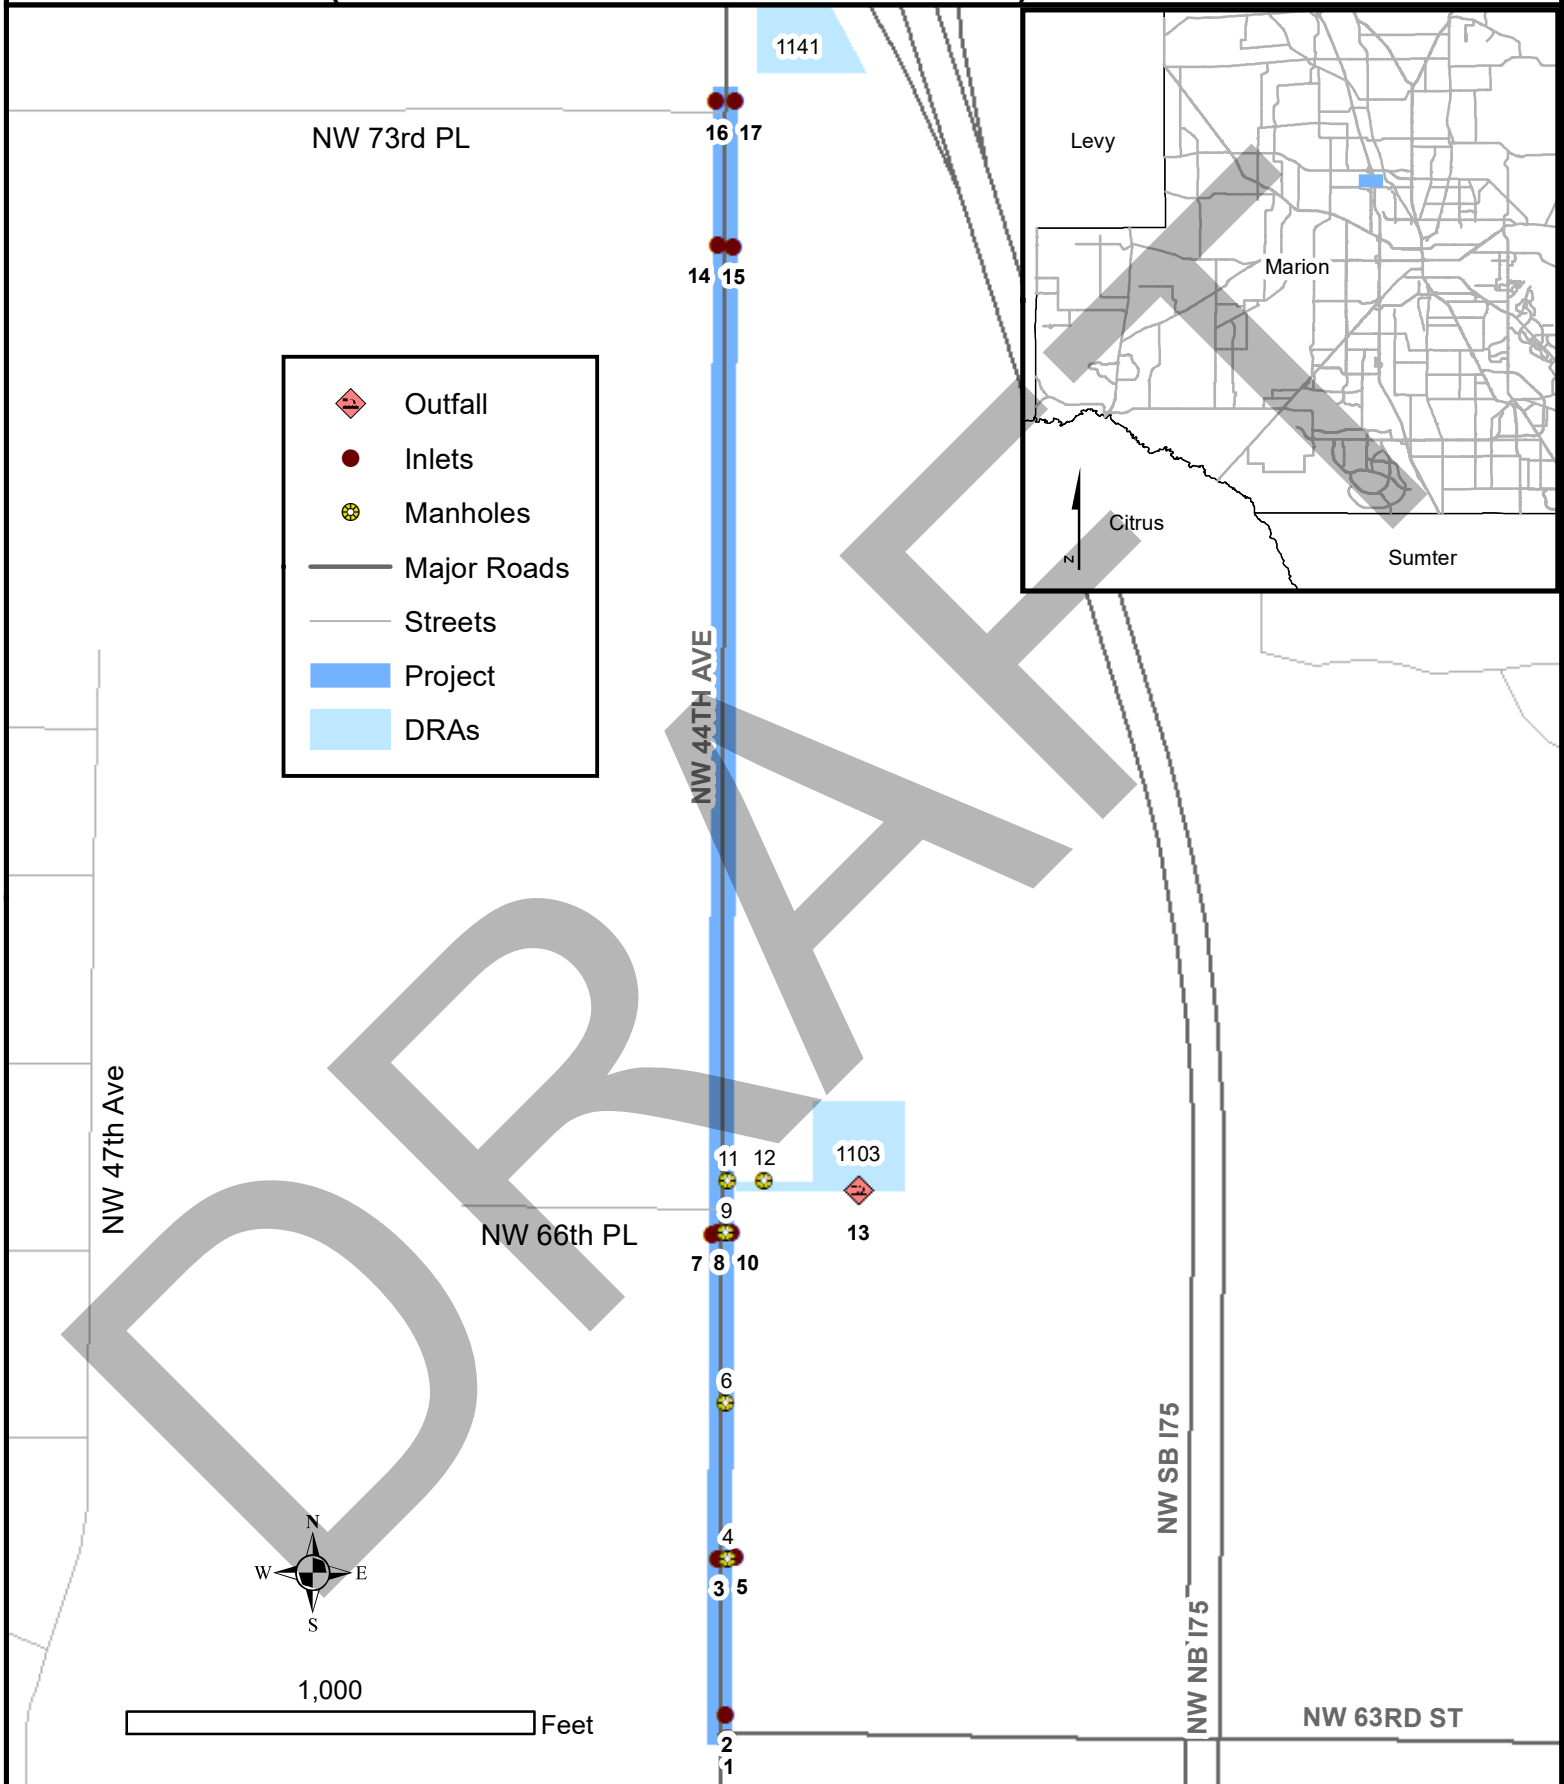 1141
16 17
NW 73rd PL
14 15
Levy
Marion
Citrus
Sumter
z
Outfall
Inlets
Manholes
Major Roads
Streets
Project
DRAs
NW 44TH AVE
DRAFT
NW 47th Ave
11 12
1103
9
NW 66th PL
13
7 8 10
6
4
3 5
N
W E
S
1,000
Feet
NW SB I75
NW NB I75
NW 63RD ST
2
1